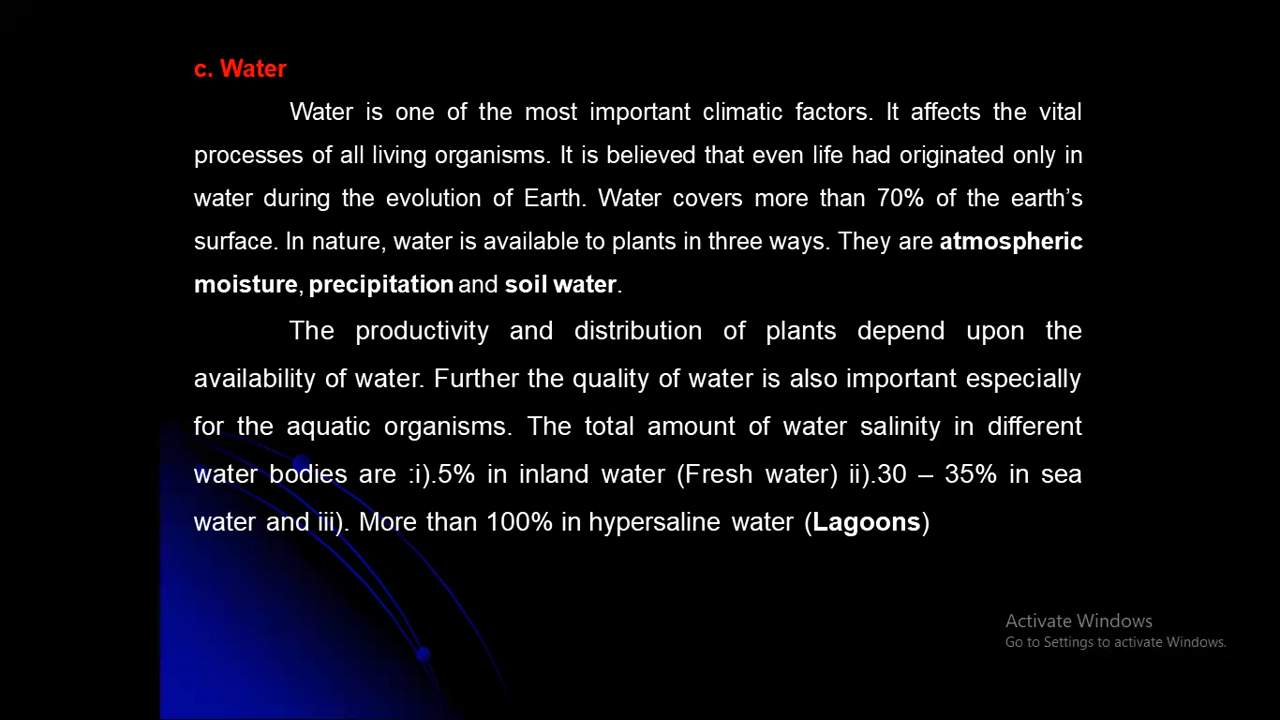 c. Water
Water is one of the most important climatic factors. It affects the vital
processes of all living organisms. It is believed that even life had originated only in
water during the evolution of Earth. Water covers more than 70% of the earth’s
surface. In nature, water is available to plants in three ways. They are atmospheric
moisture, precipitation and soil water.
The productivity and distribution of plants depend upon the
availability of water. Further the quality of water is also important especially
for the aquatic organisms. The total amount of water salinity in different
water bodies are :i).5% in inland water (Fresh water) ii).30 – 35% in sea
water and iii). More than 100% in hypersaline water (Lagoons)
Activate Windows
Go to Settings to activate Windows.